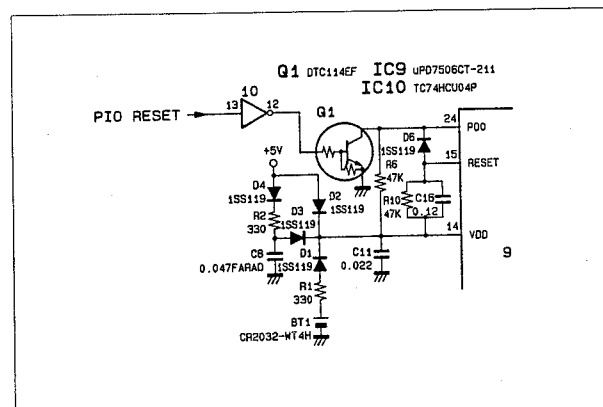 Q1 DTC114EF IC9 uPD7506CT-211
IC10 TC74HCU04P
10
PIO RESET 13 12
Q1
24
PD0
D6
1SS119
15
RESET
+5V
R6
47K
D4
1SS119
D2
1SS119
R10
47K
C16
0.12
R2
330
D3
1SS119
14
VDD
C8
0.047FARAD
D1
1SS119
C11
0.022
9
R1
330
BT1
CR2032-WT4H